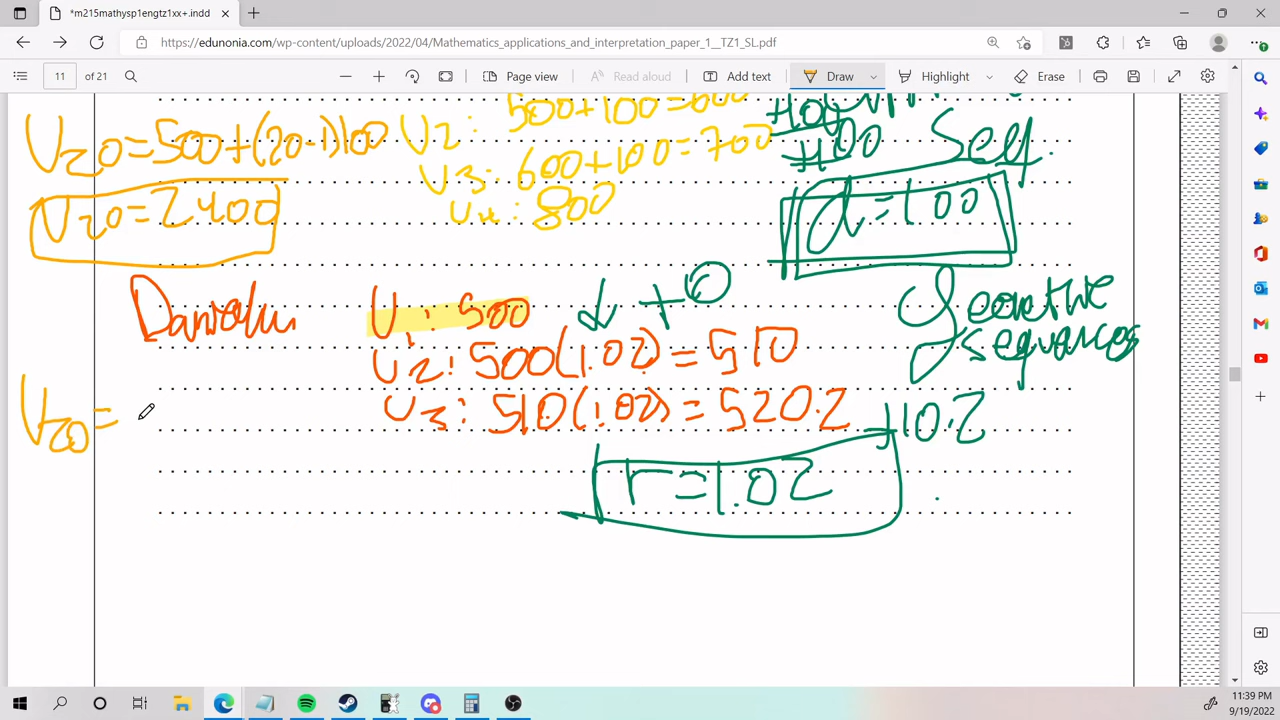 *m215mathysp1engtz1xx+.indd
https://edunonia.com/wp-content/uploads/2022/04/Mathematics_applications_and_interpretation_paper_1__TZ1_SL.pdf
11 of 21 Page view Read aloud Add text Draw Highlight Erase
U2: 500+100=600
+100
U20=500+(20-1)100
U3: 600+100=700
+100 Self.
U20=2400
800
d=100
U1: 500
Geometric
sequences
U2: 500(1.02)=510
U3: 510(1.02)=520.2
U20=
+10.2
r=1.02
11:39 PM
9/19/2022